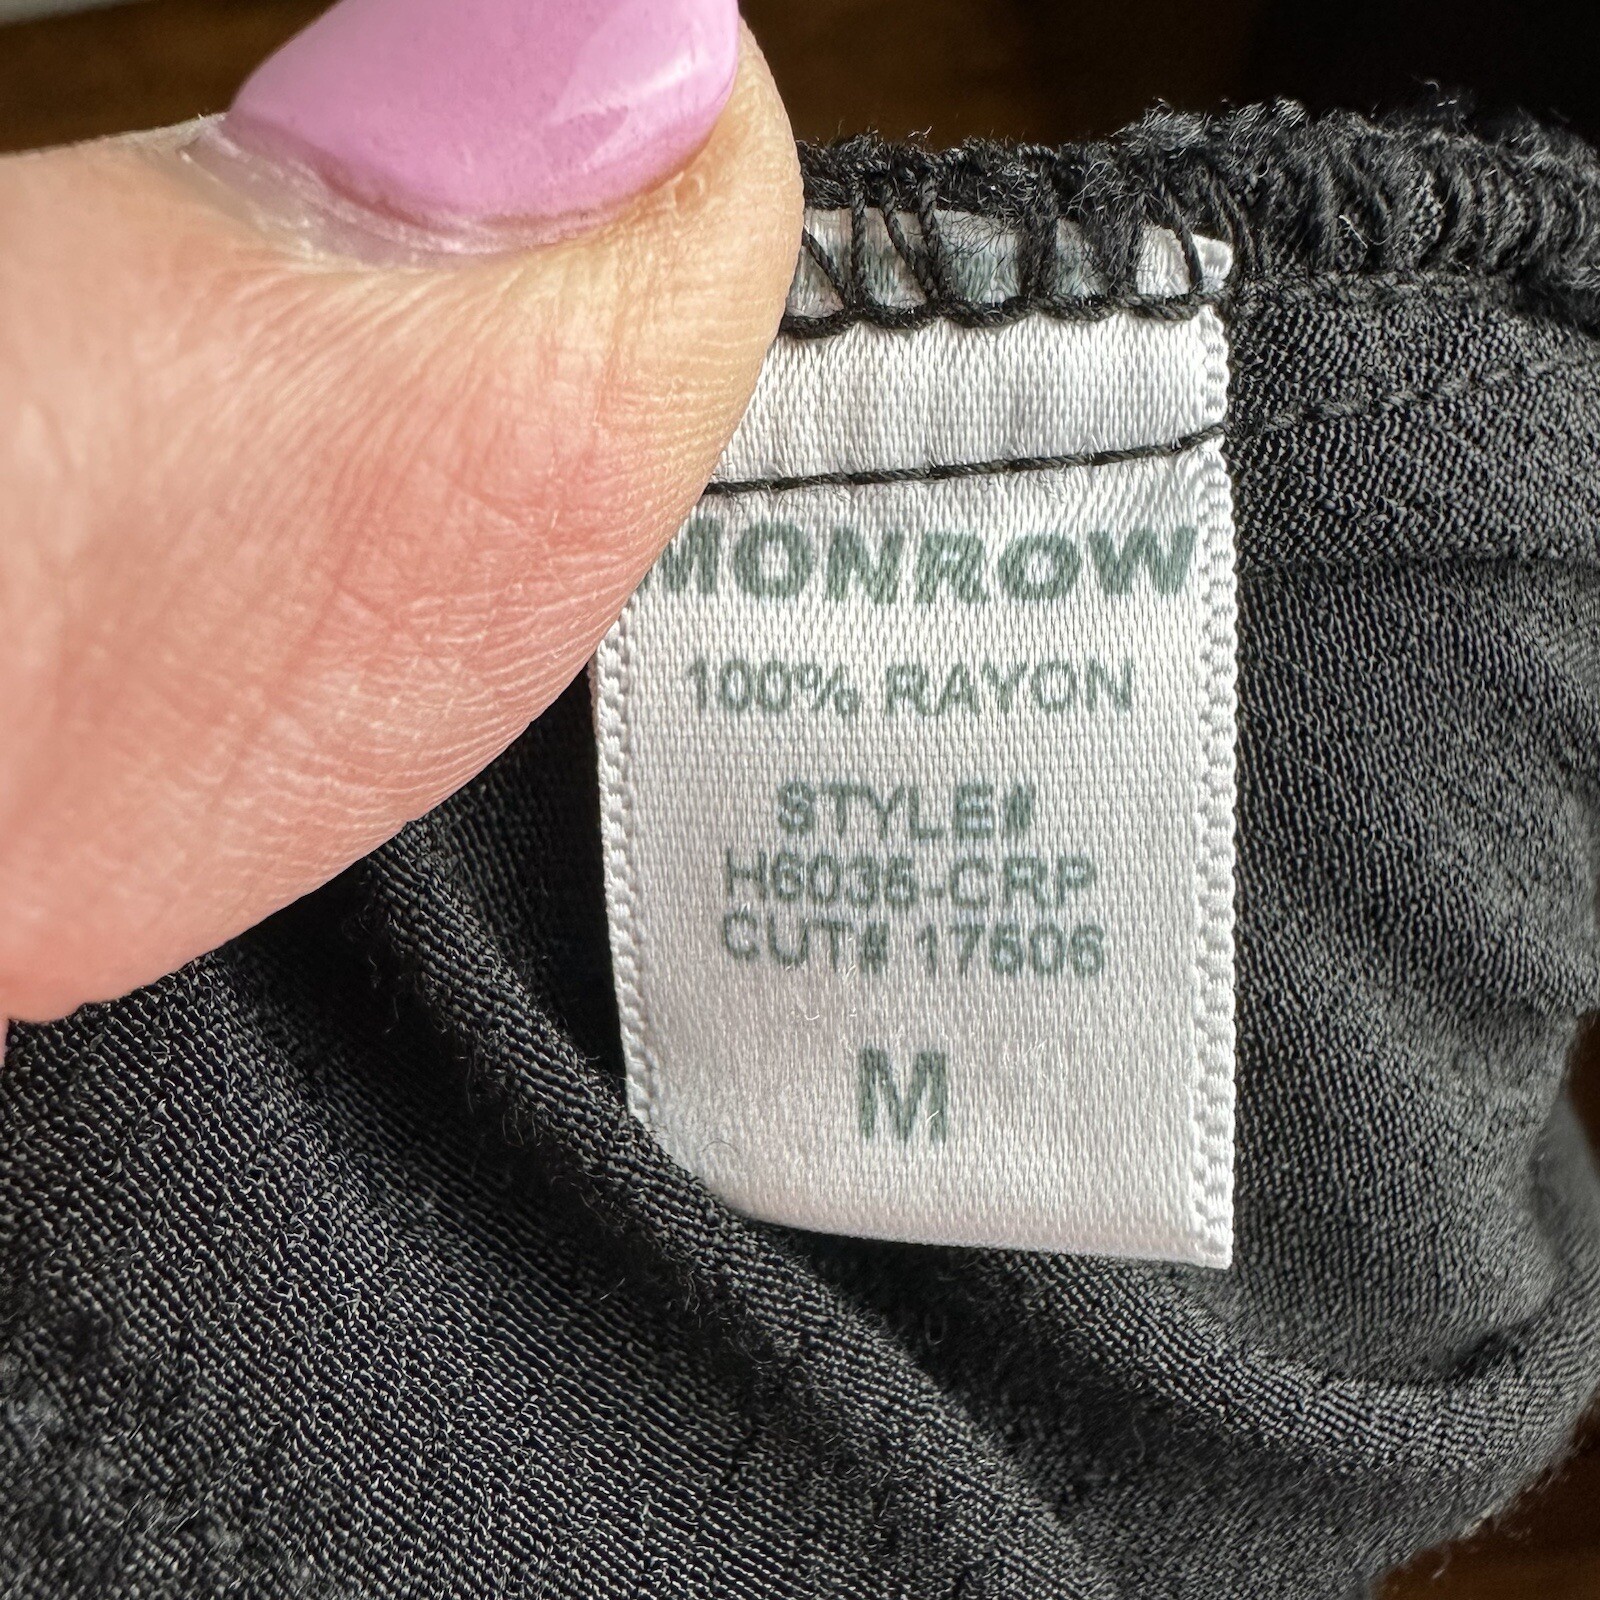 MONROW
100% RAYON
STYLE#
H6036-CRP
CUT# 17506
M